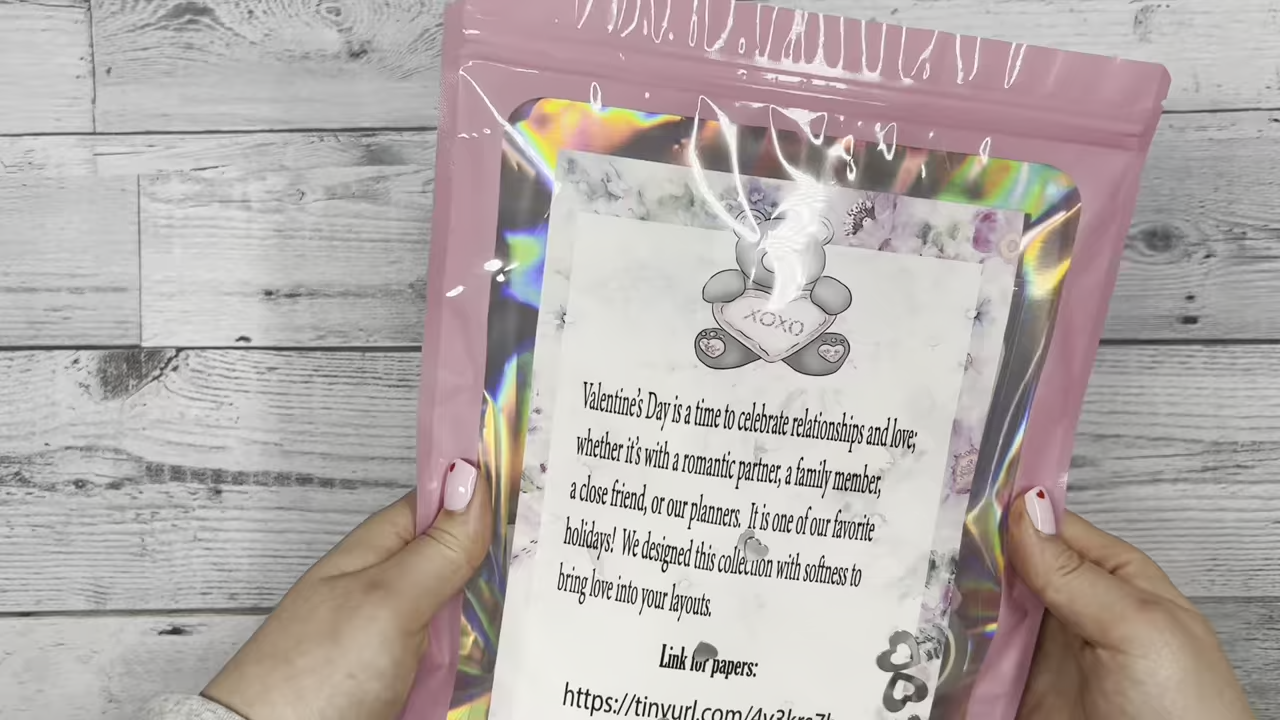 XOXO
Valentine's Day is a time to celebrate relationships and love;
whether it's with a romantic partner, a family member,
a close friend, or our planners. It is one of our favorite
holidays! We designed this collection with softness to
bring love into your layouts.
Link for papers: